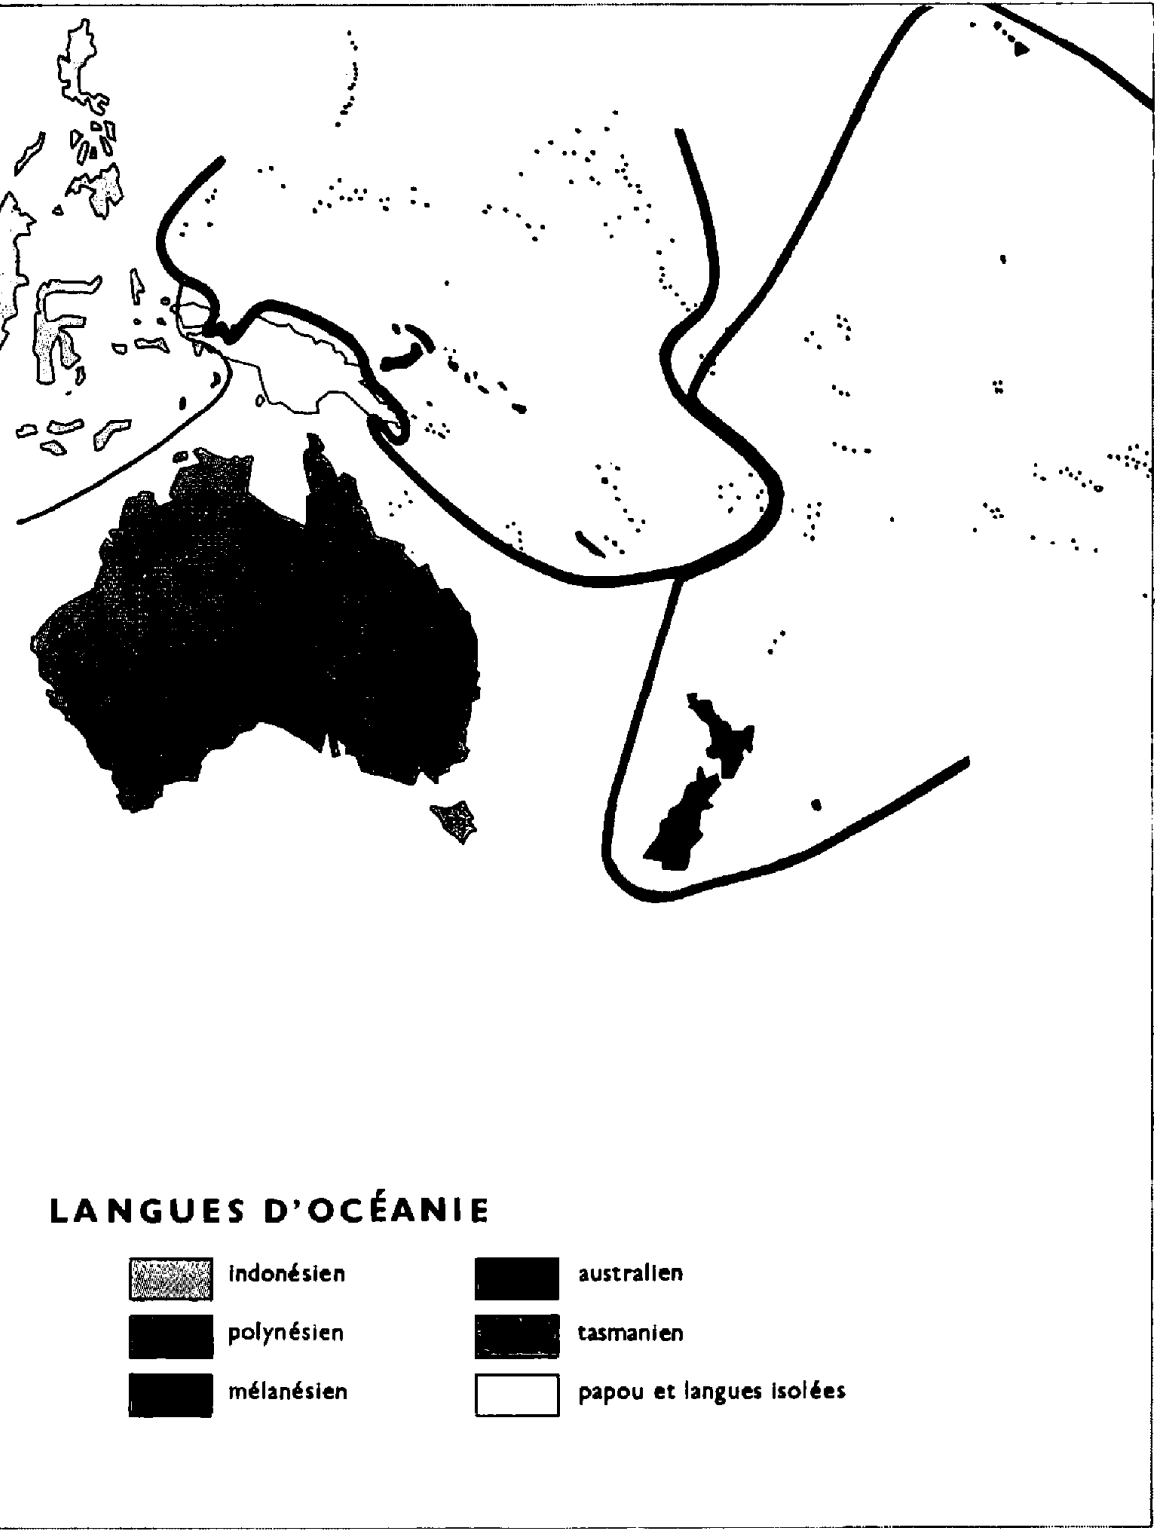 LANGUES D'OCÉANIE
indonésien
australien
polynésien
tasmanien
mélanésien
papou et langues isolées